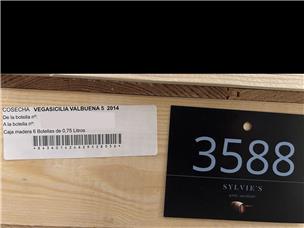 COSECHA VEGASICILIA VALBUENA 5 2014
De la botella nº:
A la botella nº:
Caja madera 6 Botellas de 0,75 Litros
3588
SYLVIE'S